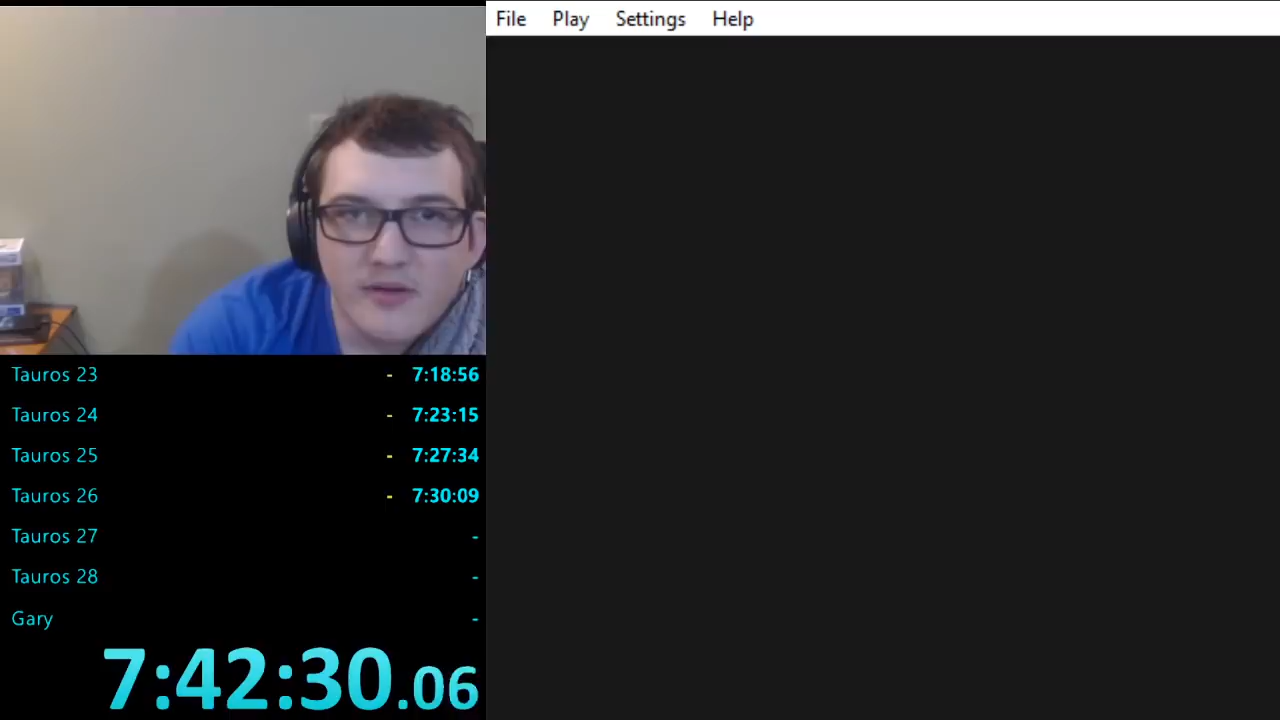 File Play Settings Help
Tauros 23 - 7:18:56
Tauros 24 - 7:23:15
Tauros 25 - 7:27:34
Tauros 26 - 7:30:09
Tauros 27 -
Tauros 28 -
Gary -
7:42:30.06